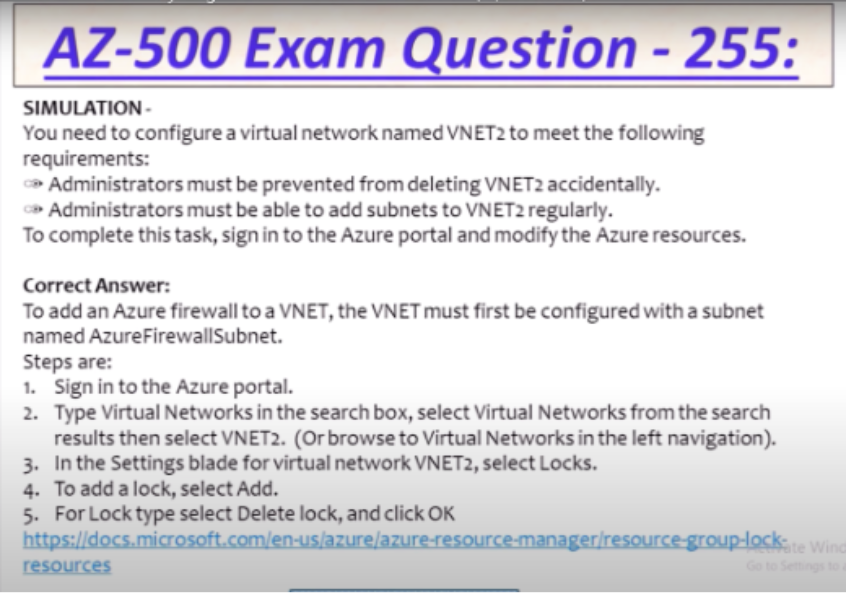 AZ-500 Exam Question - 255:
SIMULATION -
You need to configure a virtual network named VNET2 to meet the following
requirements:
Administrators must be prevented from deleting VNET2 accidentally.
Administrators must be able to add subnets to VNET2 regularly.
To complete this task, sign in to the Azure portal and modify the Azure resources.
Correct Answer:
To add an Azure firewall to a VNET, the VNET must first be configured with a subnet
named AzureFirewallSubnet.
Steps are:
1. Sign in to the Azure portal.
2. Type Virtual Networks in the search box, select Virtual Networks from the search
results then select VNET2. (Or browse to Virtual Networks in the left navigation).
3. In the Settings blade for virtual network VNET2, select Locks.
4. To add a lock, select Add.
5. For Lock type select Delete lock, and click OK
https://docs.microsoft.com/en-us/azure/azure-resource-manager/resource-group-lock-
resources
Activate Wind
Go to Settings to